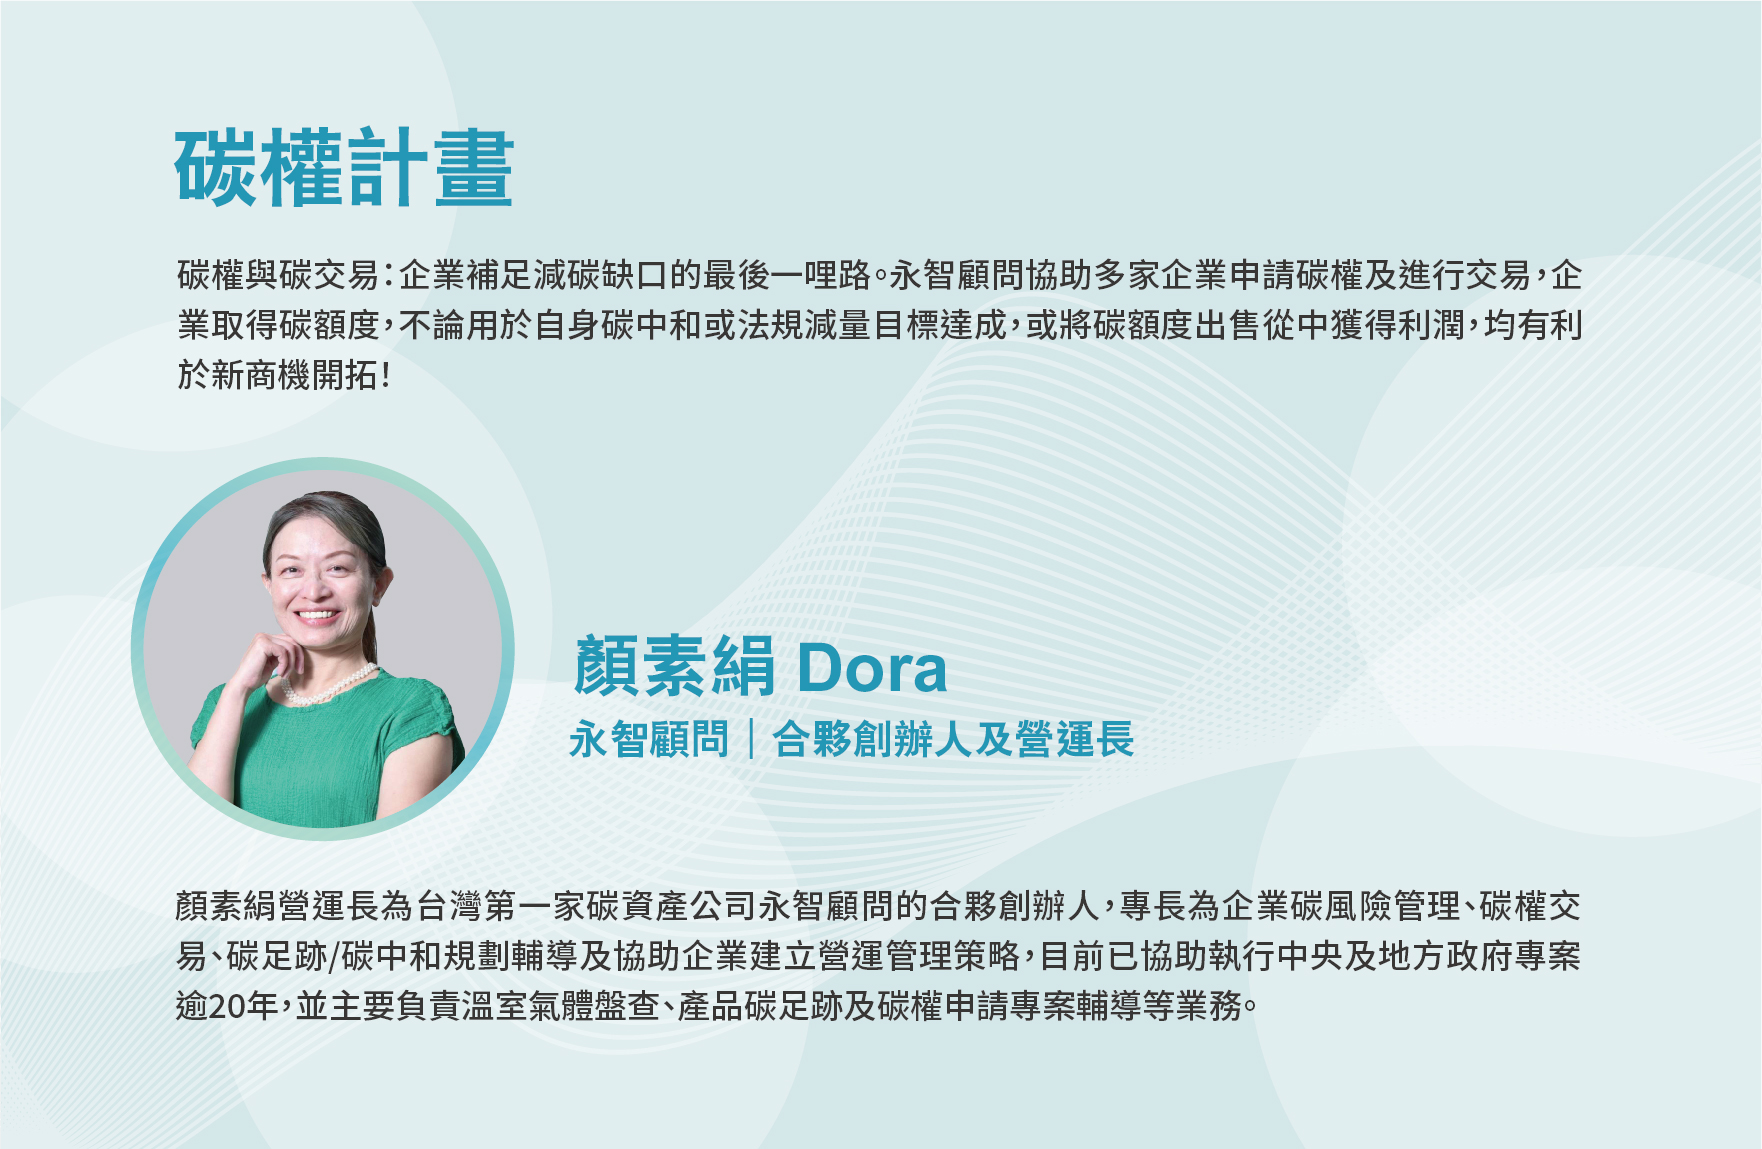 碳權計畫
碳權與碳交易：企業補足減碳缺口的最後一哩路。永智顧問協助多家企業申請碳權及進行交易，企
業取得碳額度，不論用於自身碳中和或法規減量目標達成，或將碳額度出售從中獲得利潤，均有利
於新商機開拓！
顏素絹 Dora
永智顧問｜合夥創辦人及營運長
顏素絹營運長為台灣第一家碳資產公司永智顧問的合夥創辦人，專長為企業碳風險管理、碳權交
易、碳足跡/碳中和規劃輔導及協助企業建立營運管理策略，目前已協助執行中央及地方政府專案
逾20年，並主要負責溫室氣體盤查、產品碳足跡及碳權申請專案輔導等業務。